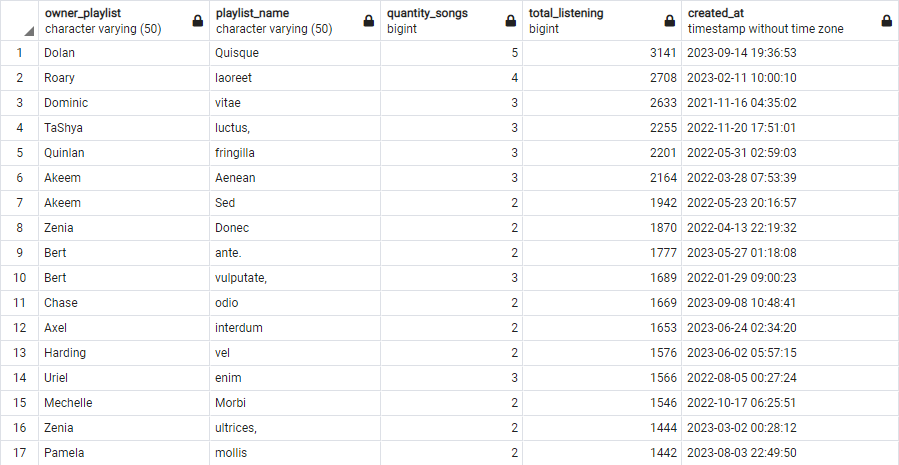 owner_playlist playlist_name quantity_songs total_listening created_at
character varying (50) character varying (50) bigint bigint timestamp without time zone
1 Dolan Quisque 5 3141 2023-09-14 19:36:53
2 Roary laoreet 4 2708 2023-02-11 10:00:10
3 Dominic vitae 3 2633 2021-11-16 04:35:02
4 TaShya luctus, 3 2255 2022-11-20 17:51:01
5 Quinlan fringilla 3 2201 2022-05-31 02:59:03
6 Akeem Aenean 3 2164 2022-03-28 07:53:39
7 Akeem Sed 2 1942 2022-05-23 20:16:57
8 Zenia Donec 2 1870 2022-04-13 22:19:32
9 Bert ante. 2 1777 2023-05-27 01:18:08
10 Bert vulputate, 3 1689 2022-01-29 09:00:23
11 Chase odio 2 1669 2023-09-08 10:48:41
12 Axel interdum 2 1653 2023-06-24 02:34:20
13 Harding vel 2 1576 2023-06-02 05:57:15
14 Uriel enim 3 1566 2022-08-05 00:27:24
15 Mechelle Morbi 2 1546 2022-10-17 06:25:51
16 Zenia ultrices, 2 1444 2023-03-02 00:28:12
17 Pamela mollis 2 1442 2023-08-03 22:49:50